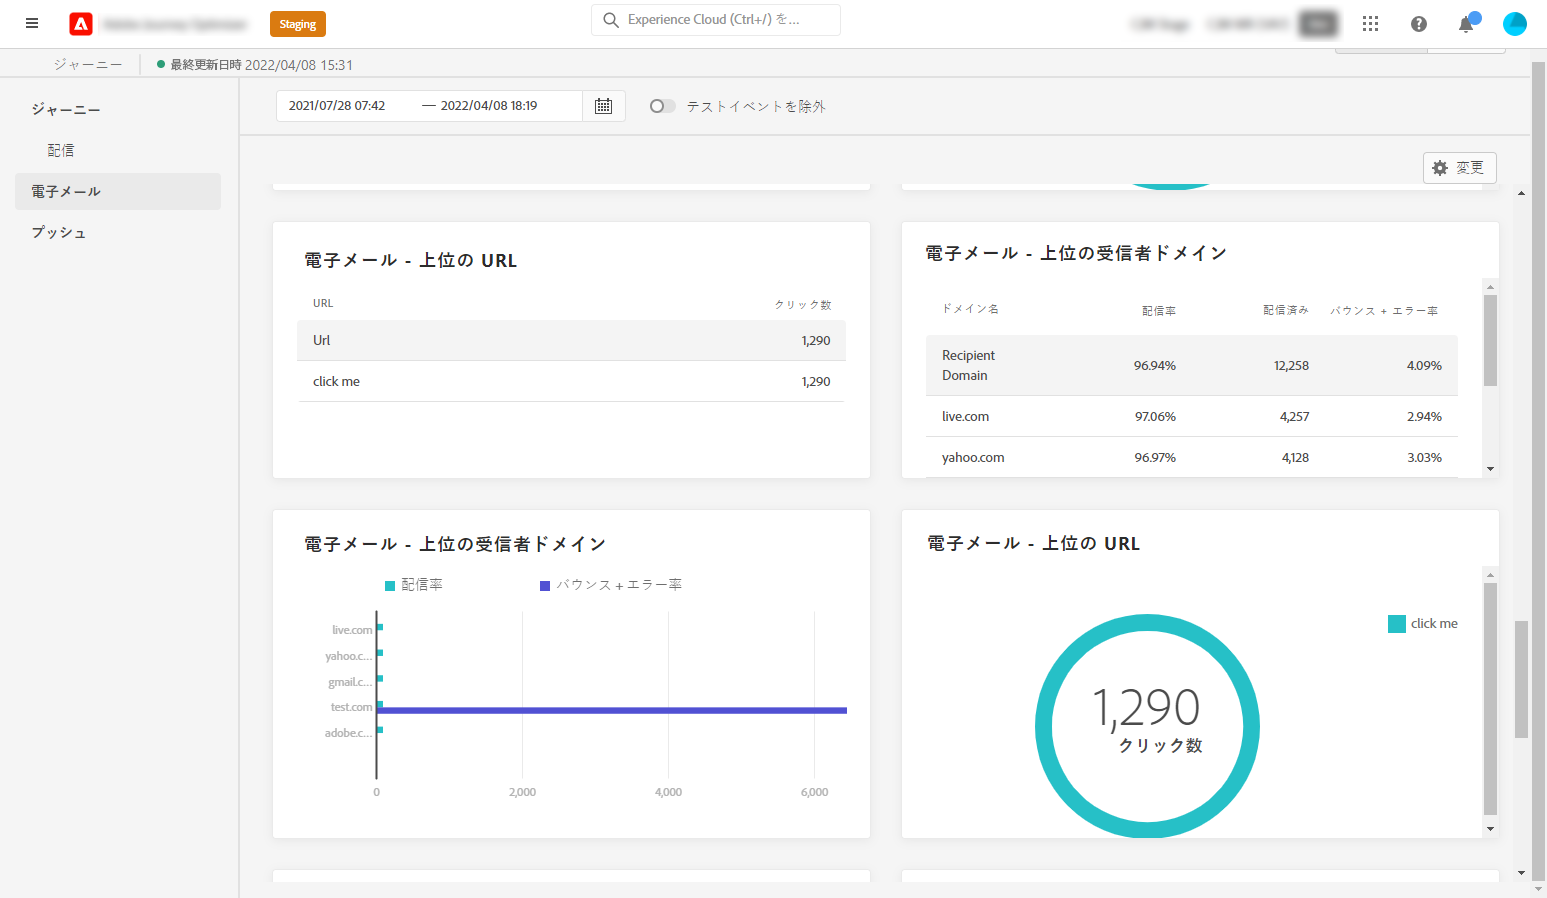 Staging
Experience Cloud (Ctrl+/) を...
ジャーニー
最終更新日時 2022/04/08 15:31
ジャーニー
配信
電子メール
プッシュ
2021/07/28 07:42 — 2022/04/08 18:19
テストイベントを除外
変更
電子メール - 上位の URL
URL クリック数
Url 1,290
click me 1,290
電子メール - 上位の受信者ドメイン
ドメイン名 配信率 配信済み バウンス + エラー率
Recipient
Domain 96.94% 12,258 4.09%
live.com 97.06% 4,257 2.94%
yahoo.com 96.97% 4,128 3.03%
電子メール - 上位の受信者ドメイン
配信率 バウンス + エラー率
live.com
yahoo.c...
gmail.c...
test.com
adobe.c...
0 2,000 4,000 6,000
電子メール - 上位の URL
click me
1,290
クリック数